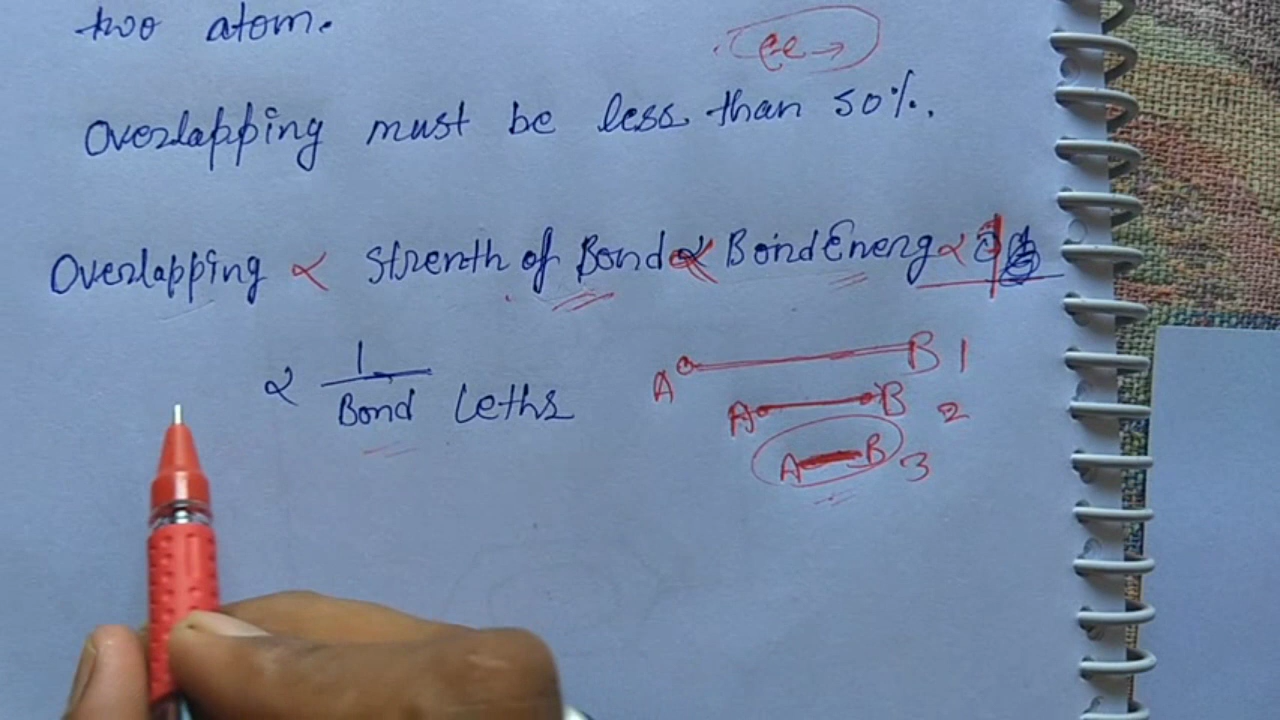 two atom.
Overlapping must be less than 50%.
Overlapping ∝ Strenth of Bond ∝ Bond Energ ∝
∝ 1
Bond Leths
A B 1
A B 2
A B 3